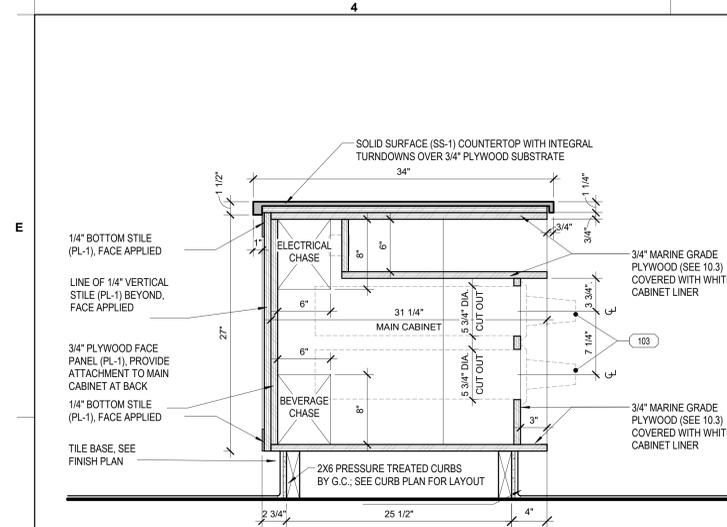 4
E
SOLID SURFACE (SS-1) COUNTERTOP WITH INTEGRAL
TURNDOWNS OVER 3/4" PLYWOOD SUBSTRATE
34"
1 1/2"
1 1/4"
3/4"
3/4"
1"
1/4" BOTTOM STILE
(PL-1), FACE APPLIED
LINE OF 1/4" VERTICAL
STILE (PL-1) BEYOND,
FACE APPLIED
27"
3/4" PLYWOOD FACE
PANEL (PL-1), PROVIDE
ATTACHMENT TO MAIN
CABINET AT BACK
1/4" BOTTOM STILE
(PL-1), FACE APPLIED
TILE BASE, SEE
FINISH PLAN
ELECTRICAL
CHASE
8"
6"
6"
31 1/4"
MAIN CABINET
6"
BEVERAGE
CHASE
8"
5 3/4" DIA.
CUT OUT
5 3/4" DIA.
CUT OUT
3"
3/4" MARINE GRADE
PLYWOOD (SEE 10.3)
COVERED WITH WHIT
CABINET LINER
3 3/4"
CL
103
7 1/4"
CL
3/4" MARINE GRADE
PLYWOOD (SEE 10.3)
COVERED WITH WHIT
CABINET LINER
2X6 PRESSURE TREATED CURBS
BY G.C.; SEE CURB PLAN FOR LAYOUT
2 3/4"
25 1/2"
4"